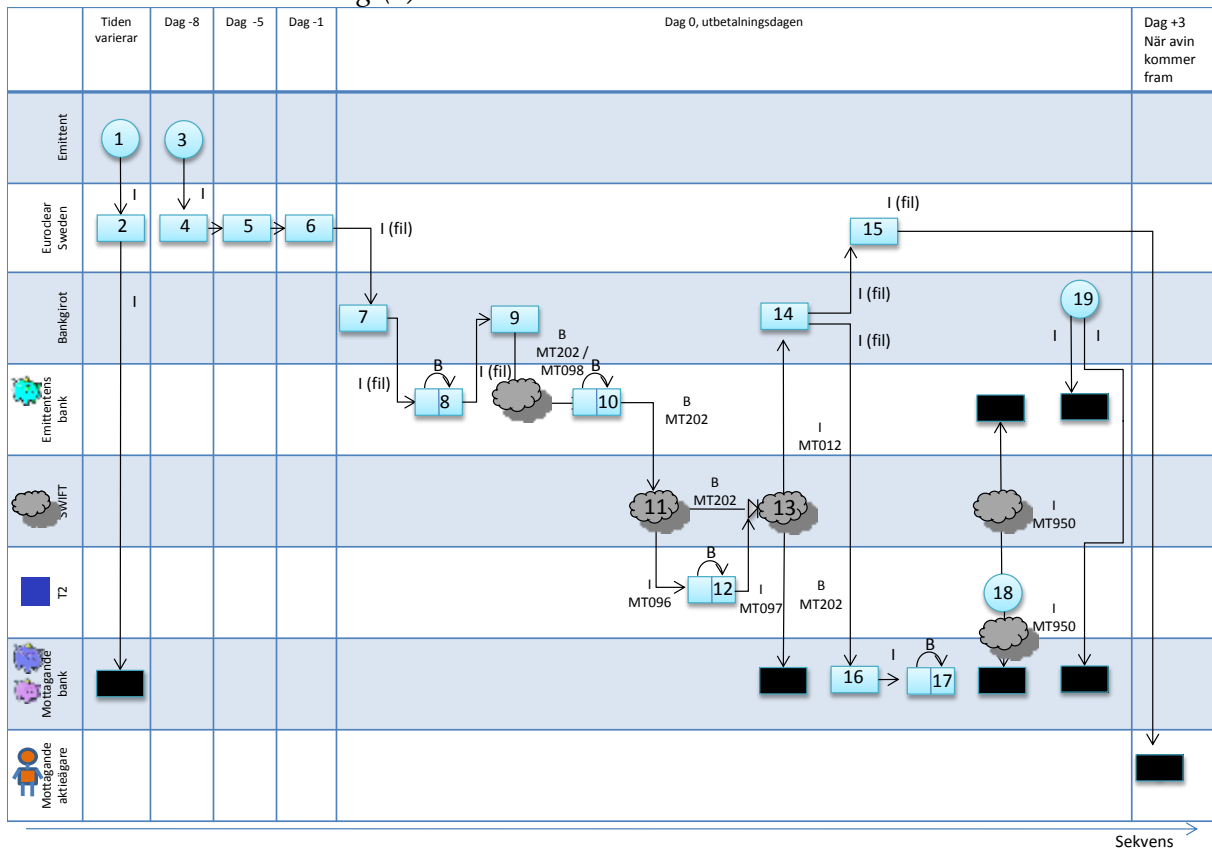 Tiden
varierar
Dag -8
Dag -5
Dag -1
Dag 0, utbetalningsdagen
Dag +3
När avin
kommer
fram
Emittent
1
3
I
I
Euroclear
Sweden
2
4
5
6
I (fil)
I (fil)
15
Bankgirot
I
7
9
14
I (fil)
I (fil)
19
I
I
B
MT202 /
MT098
Emittentens
bank
I (fil)
B
8
I (fil)
B
10
B
MT202
I
MT012
SWIFT
11
B
MT202
13
I
MT950
T2
I
MT096
B
12
I
MT097
B
MT202
18
I
MT950
Mottagande
bank
16
I
B
17
Mottagande
aktieägare
Sekvens